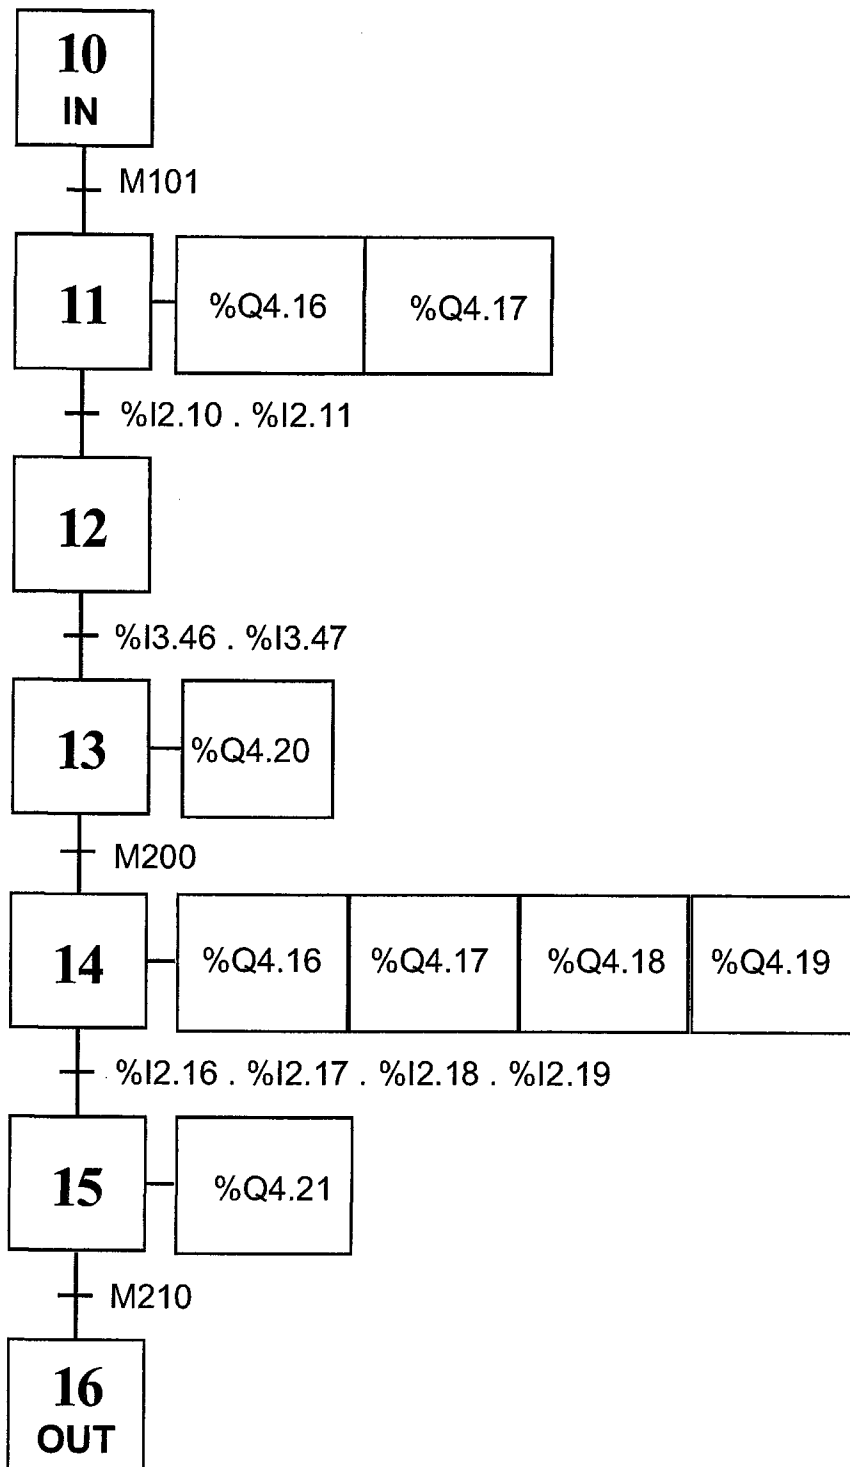 10
IN
M101
11 %Q4.16 %Q4.17
%I2.10 . %I2.11
12
%I3.46 . %I3.47
13 %Q4.20
M200
14 %Q4.16 %Q4.17 %Q4.18 %Q4.19
%I2.16 . %I2.17 . %I2.18 . %I2.19
15 %Q4.21
M210
16
OUT